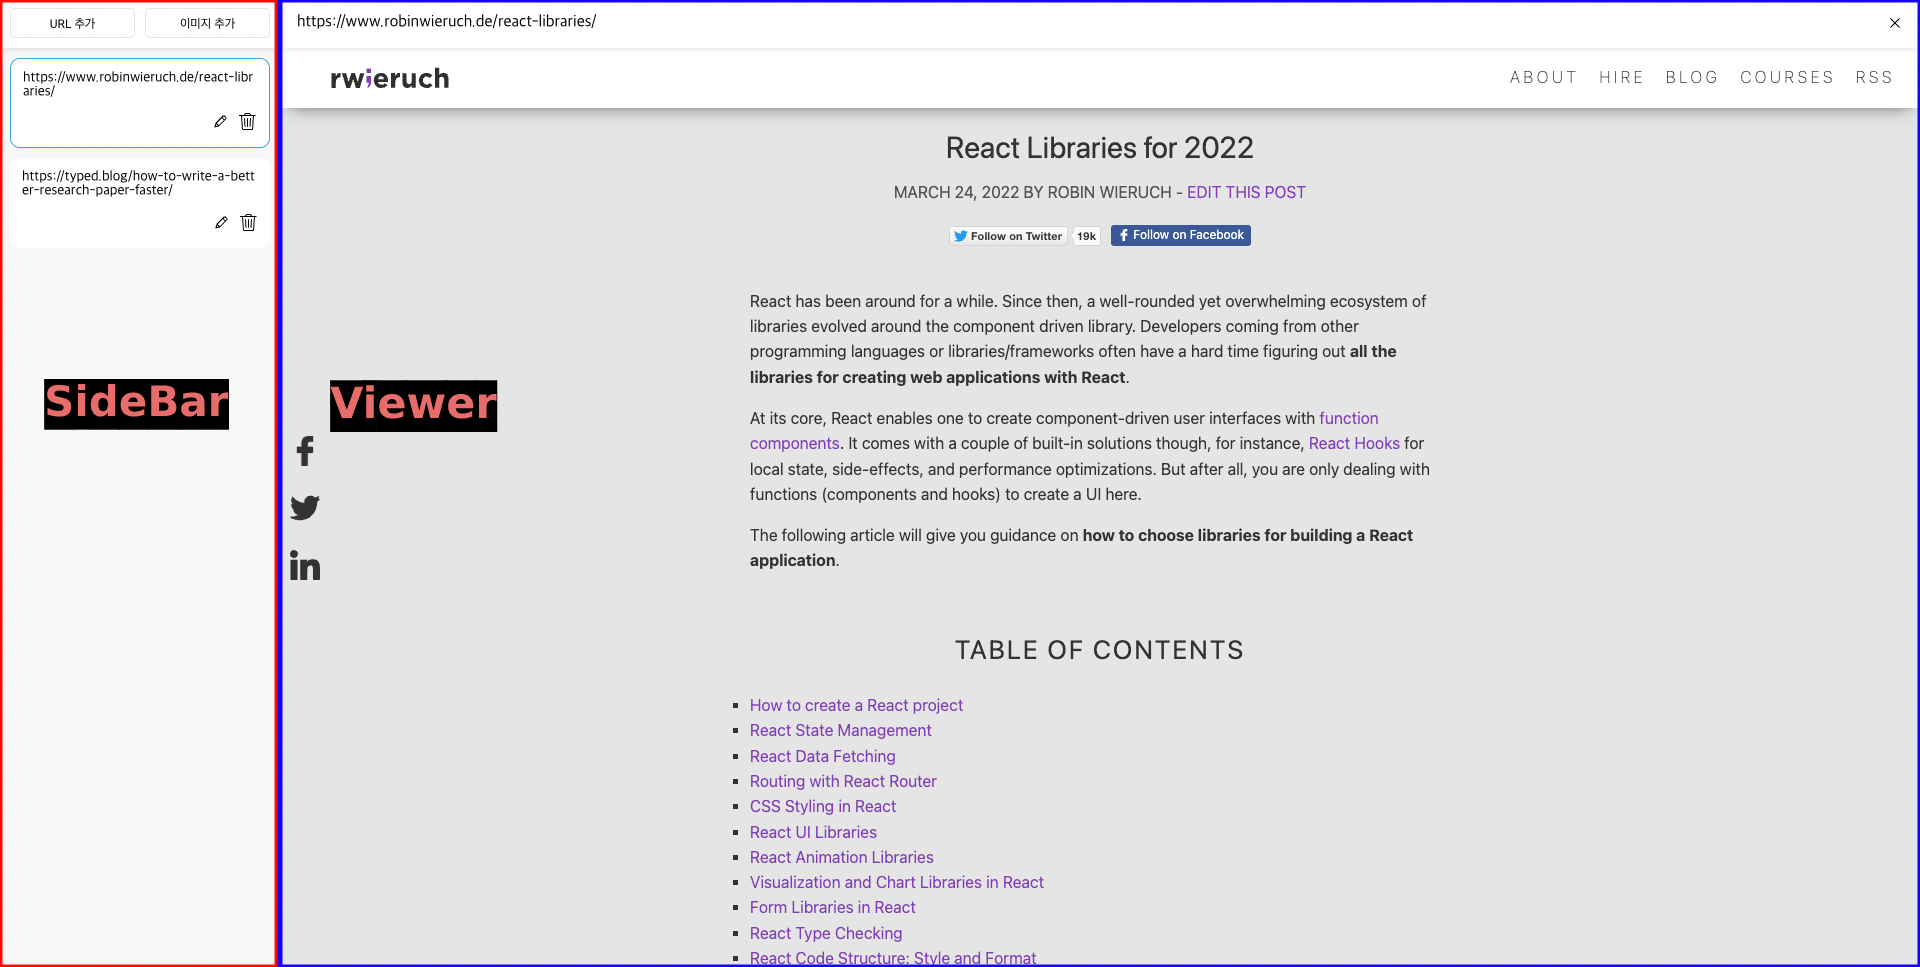 URL 추가
이미지 추가
https://www.robinwieruch.de/react-libr
aries/
https://typed.blog/how-to-write-a-bett
er-research-paper-faster/
SideBar
https://www.robinwieruch.de/react-libraries/
rwieruch
ABOUT HIRE BLOG COURSES RSS
React Libraries for 2022
MARCH 24, 2022 BY ROBIN WIERUCH - EDIT THIS POST
Follow on Twitter 19k Follow on Facebook
React has been around for a while. Since then, a well-rounded yet overwhelming ecosystem of
libraries evolved around the component driven library. Developers coming from other
programming languages or libraries/frameworks often have a hard time figuring out all the
libraries for creating web applications with React.
Viewer
At its core, React enables one to create component-driven user interfaces with function
components. It comes with a couple of built-in solutions though, for instance, React Hooks for
local state, side-effects, and performance optimizations. But after all, you are only dealing with
functions (components and hooks) to create a UI here.
The following article will give you guidance on how to choose libraries for building a React
application.
TABLE OF CONTENTS
How to create a React project
React State Management
React Data Fetching
Routing with React Router
CSS Styling in React
React UI Libraries
React Animation Libraries
Visualization and Chart Libraries in React
Form Libraries in React
React Type Checking
React Code Structure: Style and Format